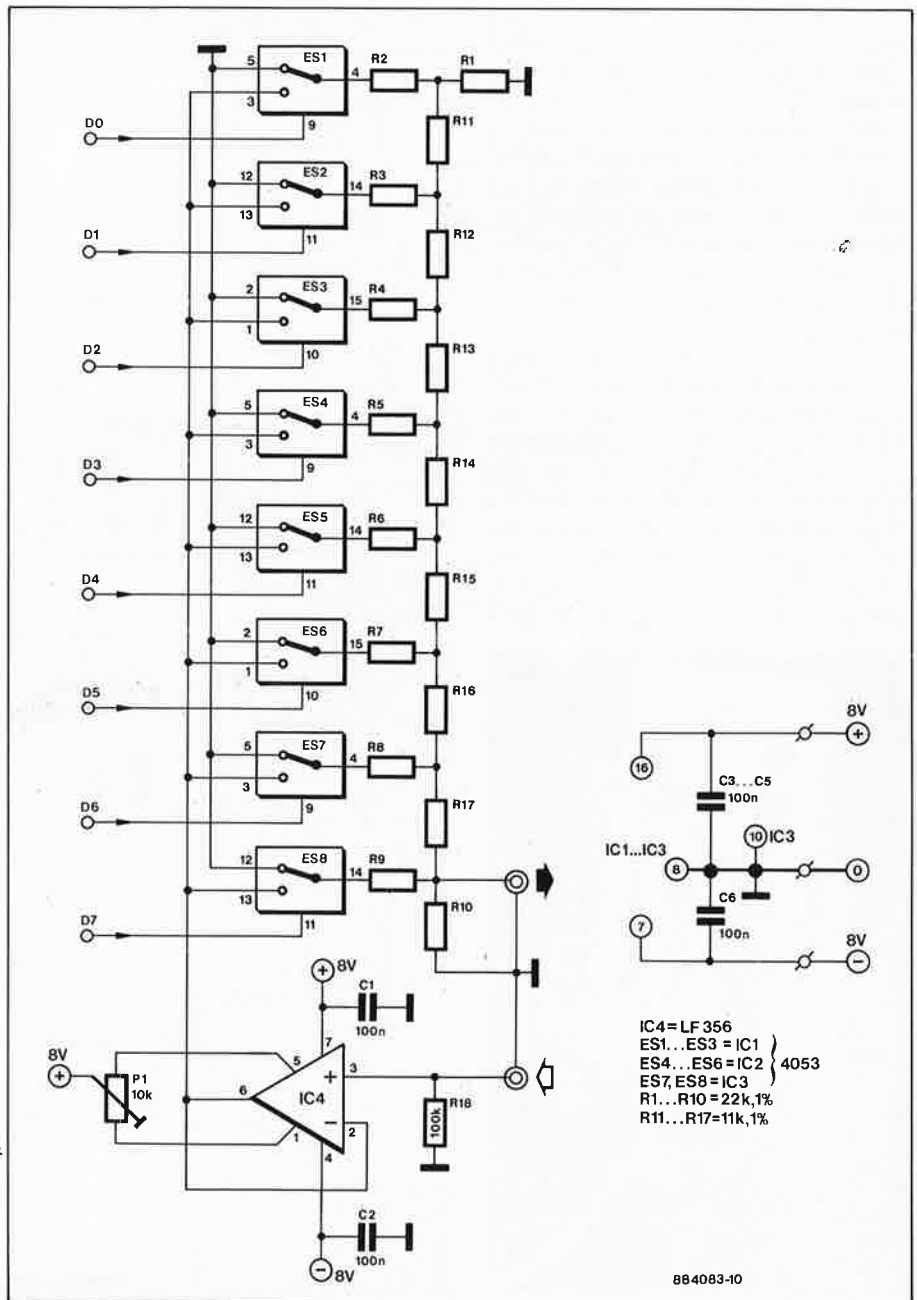 ES1
5
3
4
9
R2
R1
D0
R11
ES2
12
13
14
11
R3
D1
R12
ES3
2
1
15
10
R4
D2
R13
ES4
5
3
4
9
R5
D3
R14
ES5
12
13
14
11
R6
D4
R15
ES6
2
1
15
10
R7
D5
R16
ES7
5
3
4
9
R8
D6
R17
ES8
12
13
14
11
R9
D7
R10
8V
+
C1
100n
8V
+
P1
10k
5
7
3
6
IC4
+
1
4
–
2
R18
100k
C2
100n
– 8V
8V
+
16
C3...C5
100n
10 IC3
IC1...IC3
8
0
C6
100n
7
8V
–
IC4= LF 356
ES1...ES3 = IC1
ES4...ES6= IC2 } 4053
ES7, ES8= IC3
R1...R10= 22k,1%
R11...R17=11k,1%
884083-10